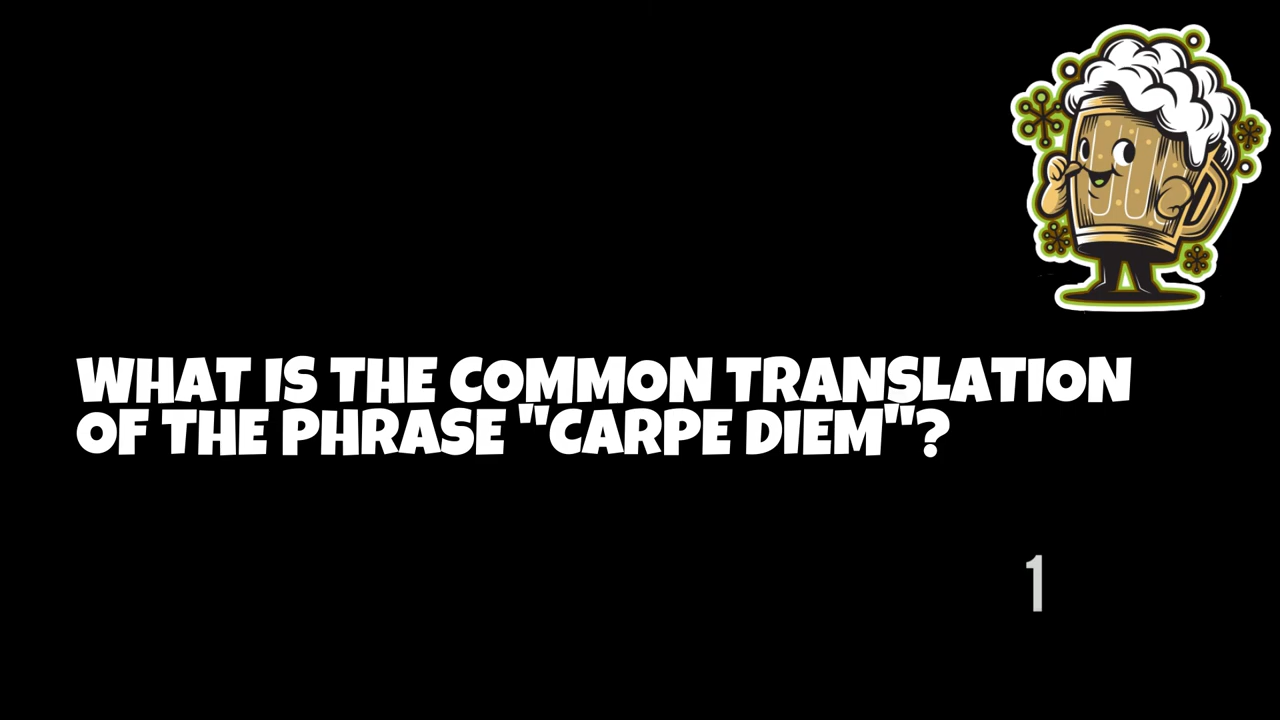 WHAT IS THE COMMON TRANSLATION
OF THE PHRASE "CARPE DIEM"?
1